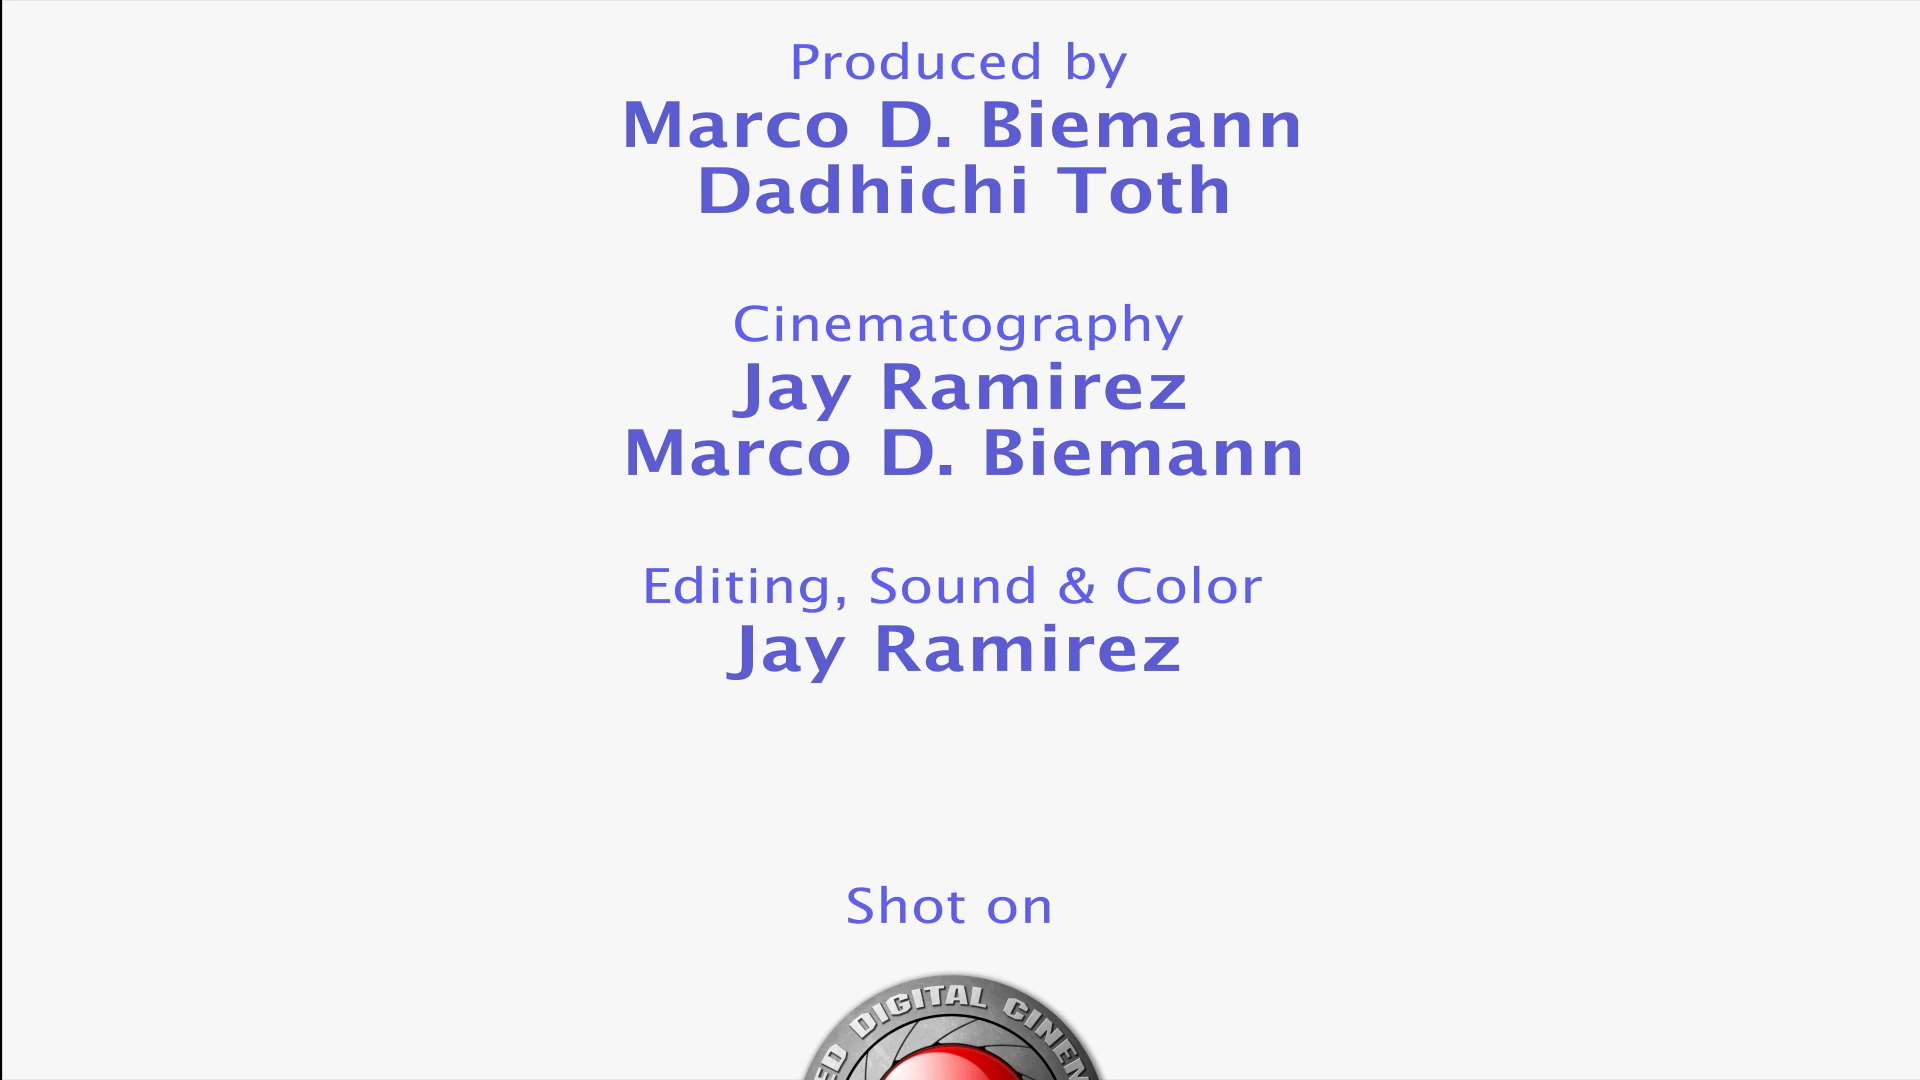 Produced by
Marco D. Biemann
Dadhichi Toth
Cinematography
Jay Ramirez
Marco D. Biemann
Editing, Sound & Color
Jay Ramirez
Shot on
DIGITAL